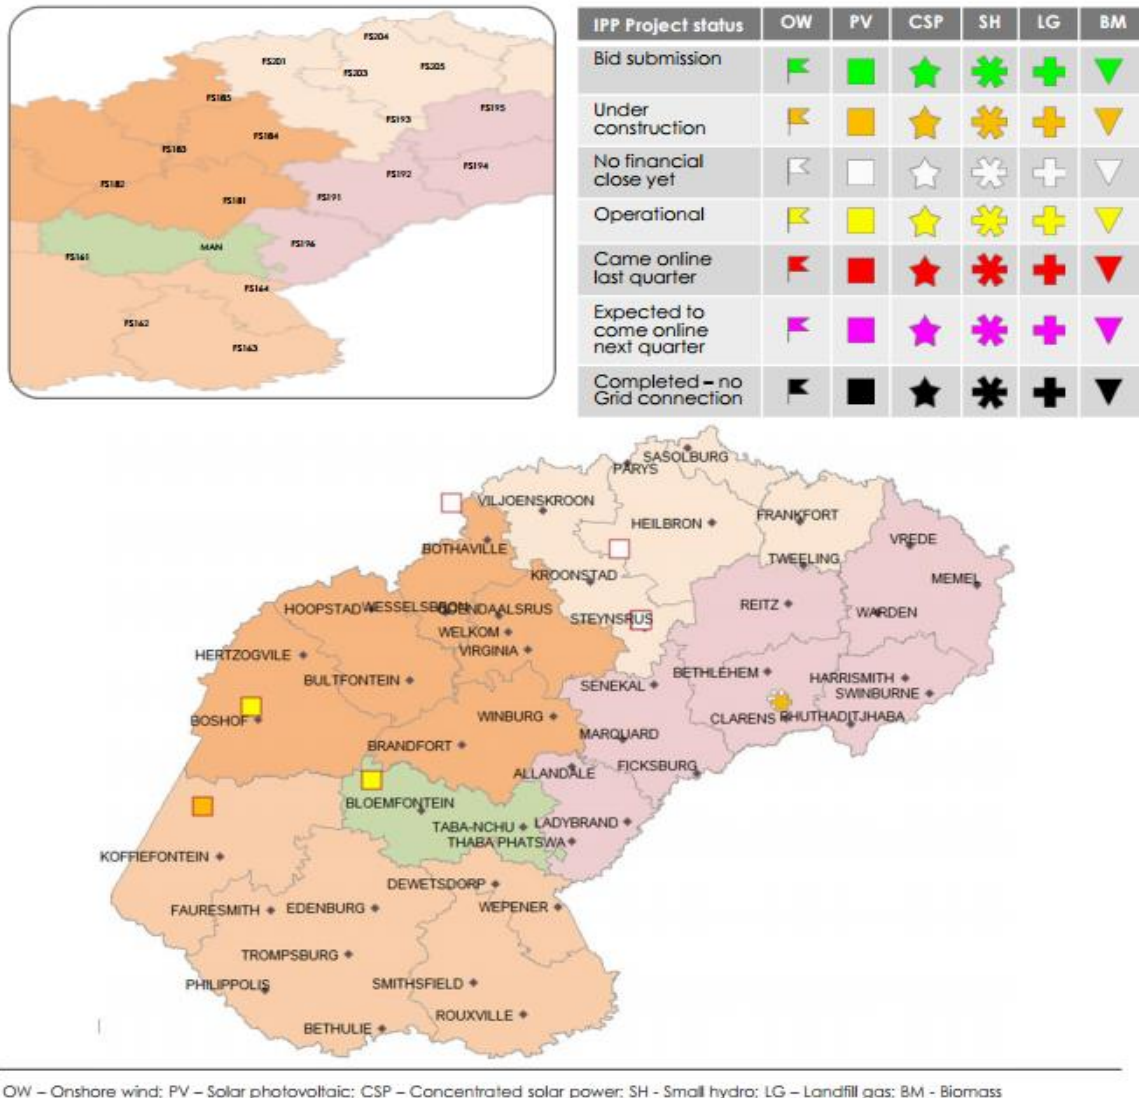 FS204
FS201
FS203
FS205
FS185
FS195
FS193
FS184
FS183
FS194
FS192
FS182
FS191
FS181
MAN
FS196
FS161
FS164
FS162
FS163
IPP Project status OW PV CSP SH LG BM
Bid submission
Under
construction
No financial
close yet
Operational
Came online
last quarter
Expected to
come online
next quarter
Completed – no
Grid connection
SASOLBURG
PARYS
VILJOENSKROON
HEILBRON
FRANKFORT
VREDE
BOTHAVILLE
TWEELING
KROONSTAD
MEMEL
HOOPSTAD
WESSELSBRON
REITZ
WARDEN
STEYNSRUS
WELKOM
VIRGINIA
HERTZOGVILE
BETHLEHEM
HARRISMITH
BULTFONTEIN
SENEKAL
SWINBURNE
BOSHOF
WINBURG
CLARENS
PHUTHADITJHABA
MARQUARD
BRANDFORT
FICKSBURG
ALLANDALE
BLOEMFONTEIN
TABA-NCHU
LADYBRAND
THABA PHATSWA
KOFFIEFONTEIN
DEWETSDORP
FAURESMITH
EDENBURG
WEPENER
TROMPSBURG
PHILIPPOLIS
SMITHSFIELD
ROUXVILLE
BETHULIE
OW – Onshore wind; PV – Solar photovoltaic; CSP – Concentrated solar power; SH - Small hydro; LG – Landfill gas; BM - Biomass